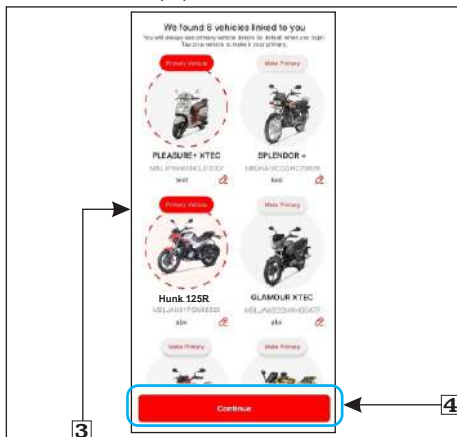 We found 6 vehicles linked to you
You will always see primary vehicle details by default when you login
Tap on a vehicle to make it your primary.
Primary Vehicle
Make Primary
PLEASURE+ XTEC
SPLENDOR +
test
test
Primary Vehicle
Make Primary
Hunk 125R
GLAMOUR XTEC
abx
Make Primary
Make Primary
Continue
3
4